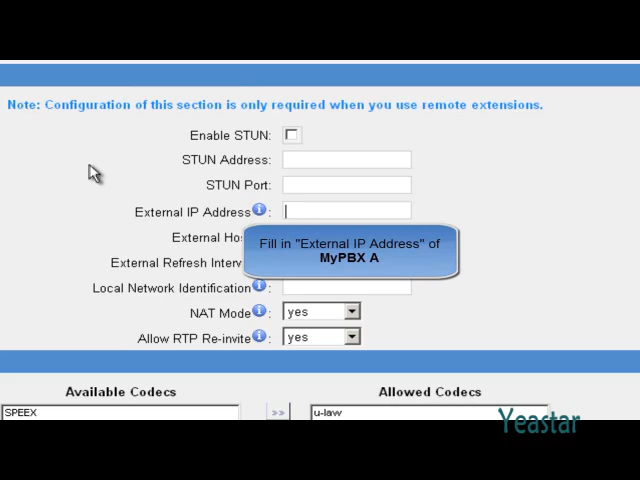 Note: Configuration of this section is only required when you use remote extensions.
Enable STUN:
STUN Address:
STUN Port:
External IP Address i :
External Ho
Fill in "External IP Address" of
MyPBX A
External Refresh Interv
Local Network Identification i :
NAT Mode i : yes
Allow RTP Re-invite i : yes
Available Codecs Allowed Codecs
SPEEX >> u-law
Yeastar